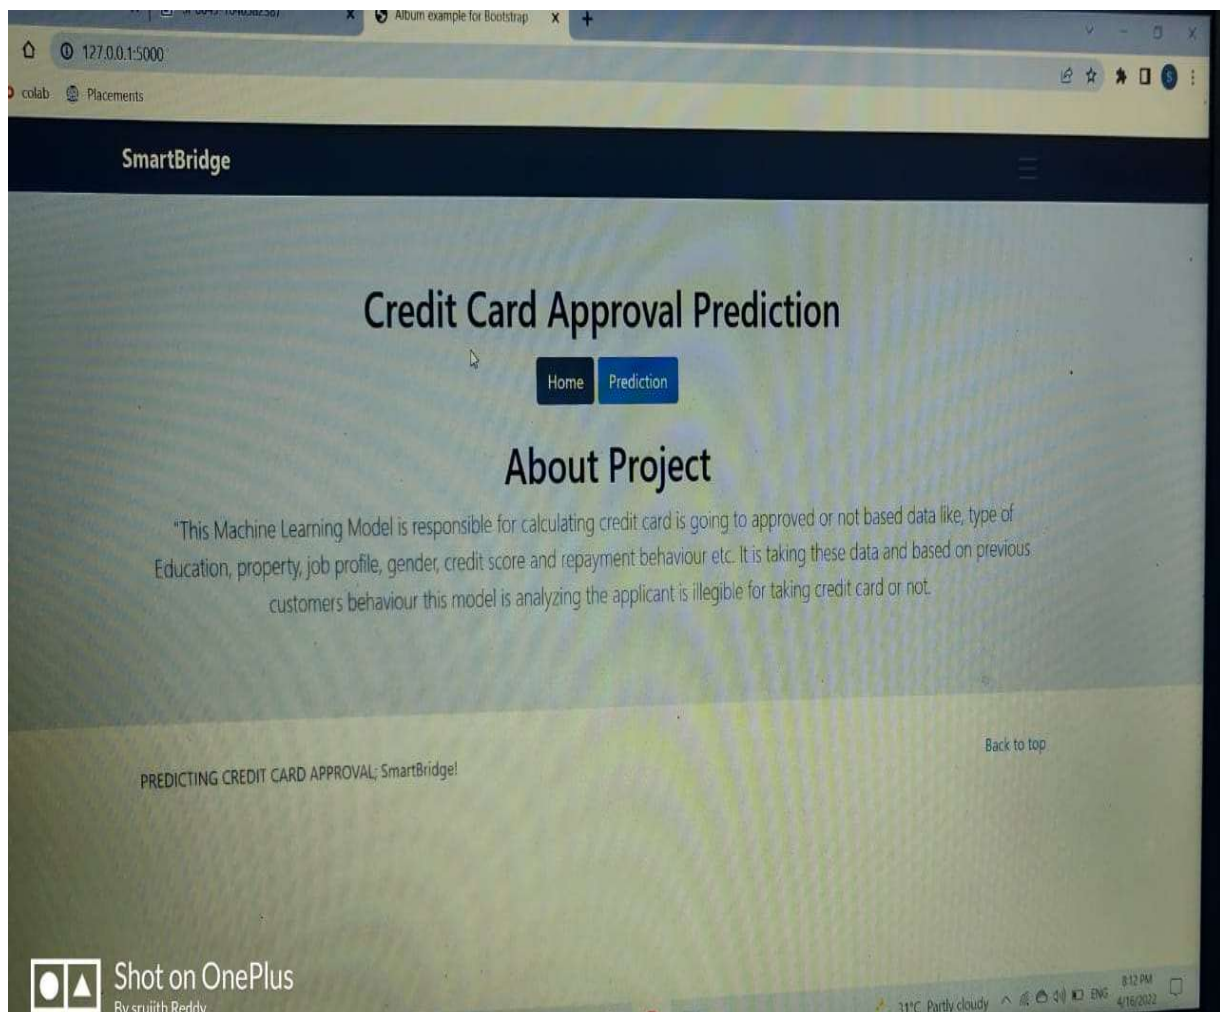 Album example for Bootstrap
127.0.0.1:5000
colab Placements
SmartBridge
Credit Card Approval Prediction
Home Prediction
About Project
"This Machine Learning Model is responsible for calculating credit card is going to approved or not based data like, type of
Education, property, job profile, gender, credit score and repayment behaviour etc. It is taking these data and based on previous
customers behaviour this model is analyzing the applicant is illegible for taking credit card or not.
Back to top
PREDICTING CREDIT CARD APPROVAL; SmartBridge!
Shot on OnePlus
By srujith Reddy
31°C Partly cloudy ENG 8:12 PM
4/16/2022